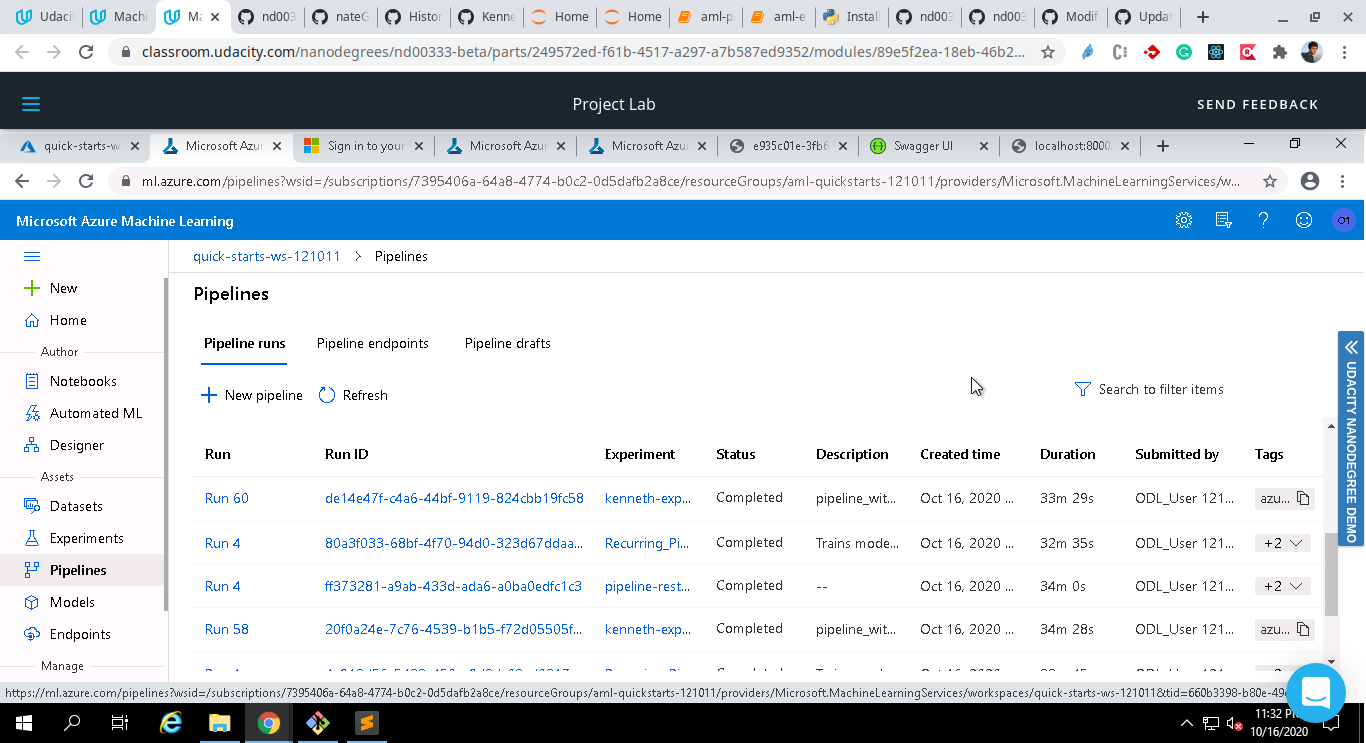 Udaci Machi Ma nd003 nateG Histor Kenne Home Home aml-p aml-e Install nd003 nd003 Modif Updat
classroom.udacity.com/nanodegrees/nd00333-beta/parts/249572ed-f61b-4517-a297-a7b587ed9352/modules/89e5f2ea-18eb-46b2...
Project Lab SEND FEEDBACK
quick-starts-w Microsoft Azur Sign in to your Microsoft Azur Microsoft Azur e935c01e-3fb6 Swagger UI localhost:8000
ml.azure.com/pipelines?wsid=/subscriptions/7395406a-64a8-4774-b0c2-0d5dafb2a8ce/resourceGroups/aml-quickstarts-121011/providers/Microsoft.MachineLearningServices/w...
Microsoft Azure Machine Learning O1
quick-starts-ws-121011 > Pipelines
New
Home
Author
Notebooks
Automated ML
Designer
Assets
Datasets
Experiments
Pipelines
Models
Endpoints
Manage
Pipelines
Pipeline runs Pipeline endpoints Pipeline drafts
New pipeline Refresh Search to filter items
Run Run ID Experiment Status Description Created time Duration Submitted by Tags
Run 60 de14e47f-c4a6-44bf-9119-824cbb19fc58 kenneth-exp... Completed pipeline_wit... Oct 16, 2020 ... 33m 29s ODL_User 121... azu...
Run 4 80a3f033-68bf-4f70-94d0-323d67ddaa... Recurring_Pi... Completed Trains mode... Oct 16, 2020 ... 32m 35s ODL_User 121... +2
Run 4 ff373281-a9ab-433d-ada6-a0ba0edfc1c3 pipeline-rest... Completed -- Oct 16, 2020 ... 34m 0s ODL_User 121... +2
Run 58 20f0a24e-7c76-4539-b1b5-f72d05505f... kenneth-exp... Completed pipeline_wit... Oct 16, 2020 ... 34m 28s ODL_User 121... azu...
UDACITY NANODEGREE DEMO
https://ml.azure.com/pipelines?wsid=/subscriptions/7395406a-64a8-4774-b0c2-0d5dafb2a8ce/resourceGroups/aml-quickstarts-121011/providers/Microsoft.MachineLearningServices/workspaces/quick-starts-ws-121011&tid=660b3398-b80e-49
11:32 P
10/16/2020